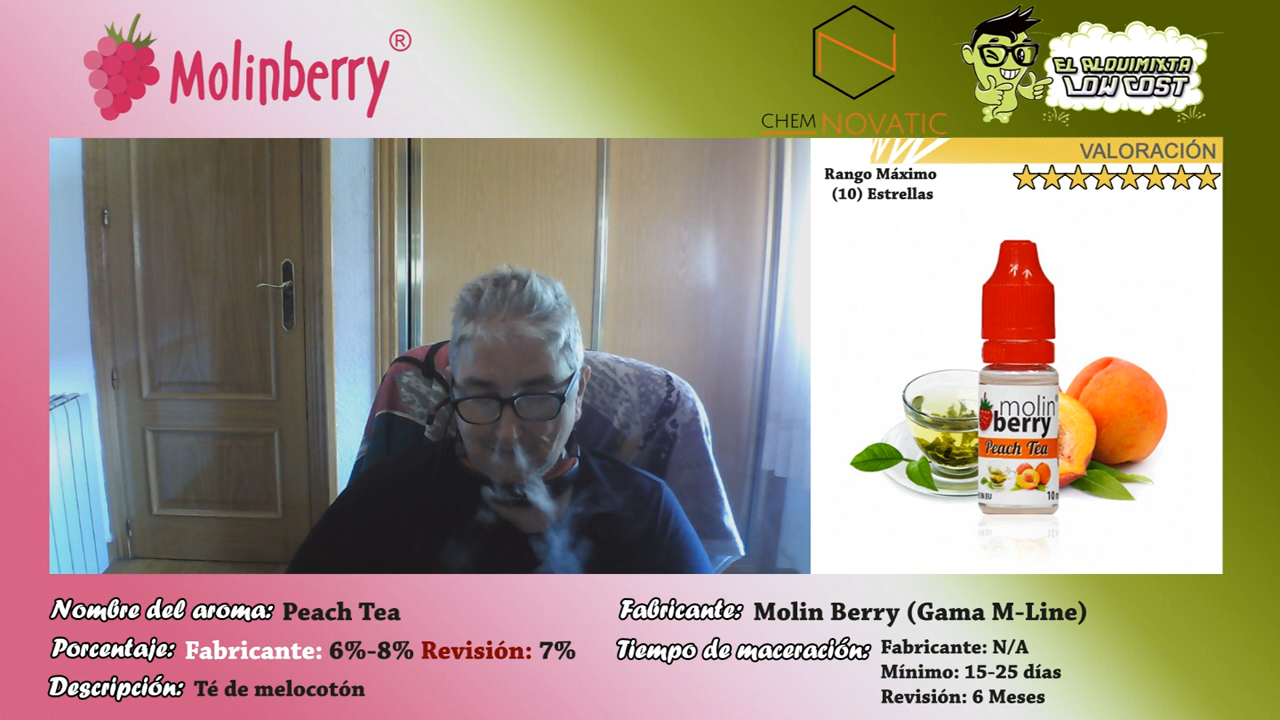 Molinberry®
CHEM NOVATIC
EL ALQUIMIXTA
LOW COST
VALORACIÓN
Rango Máximo
(10) Estrellas
molin
berry
Peach Tea
Nombre del aroma: Peach Tea
Fabricante: Molin Berry (Gama M-Line)
Porcentaje: Fabricante: 6%-8% Revisión: 7%
Tiempo de maceración: Fabricante: N/A
Mínimo: 15-25 días
Revisión: 6 Meses
Descripción: Té de melocotón